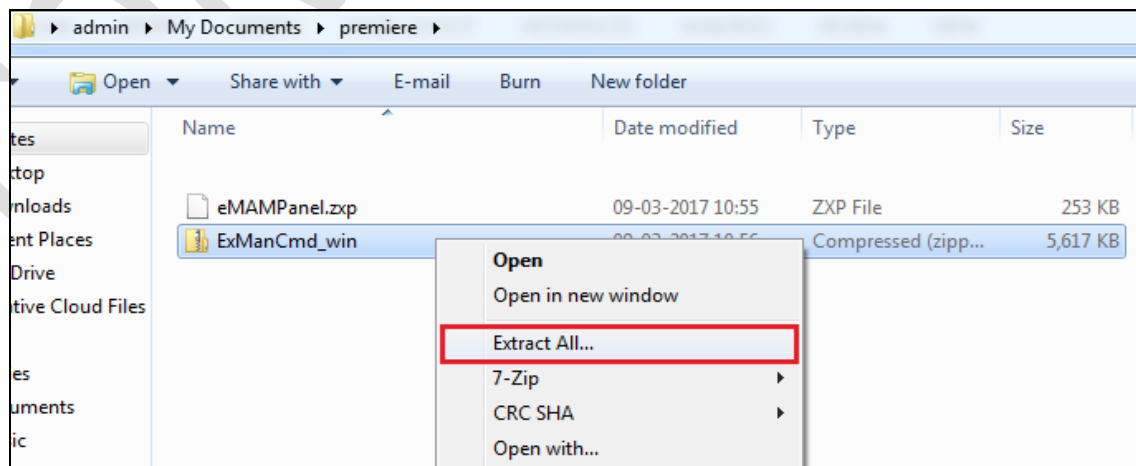 admin My Documents premiere
Open Share with E-mail Burn New folder
Name Date modified Type Size
tes
ktop
nloads
ent Places
Drive
tive Cloud Files
es
uments
ic
eMAMPanel.zxp 09-03-2017 10:55 ZXP File 253 KB
ExManCmd_win Compressed (zipp... 5,617 KB
Open
Open in new window
Extract All...
7-Zip
CRC SHA
Open with...